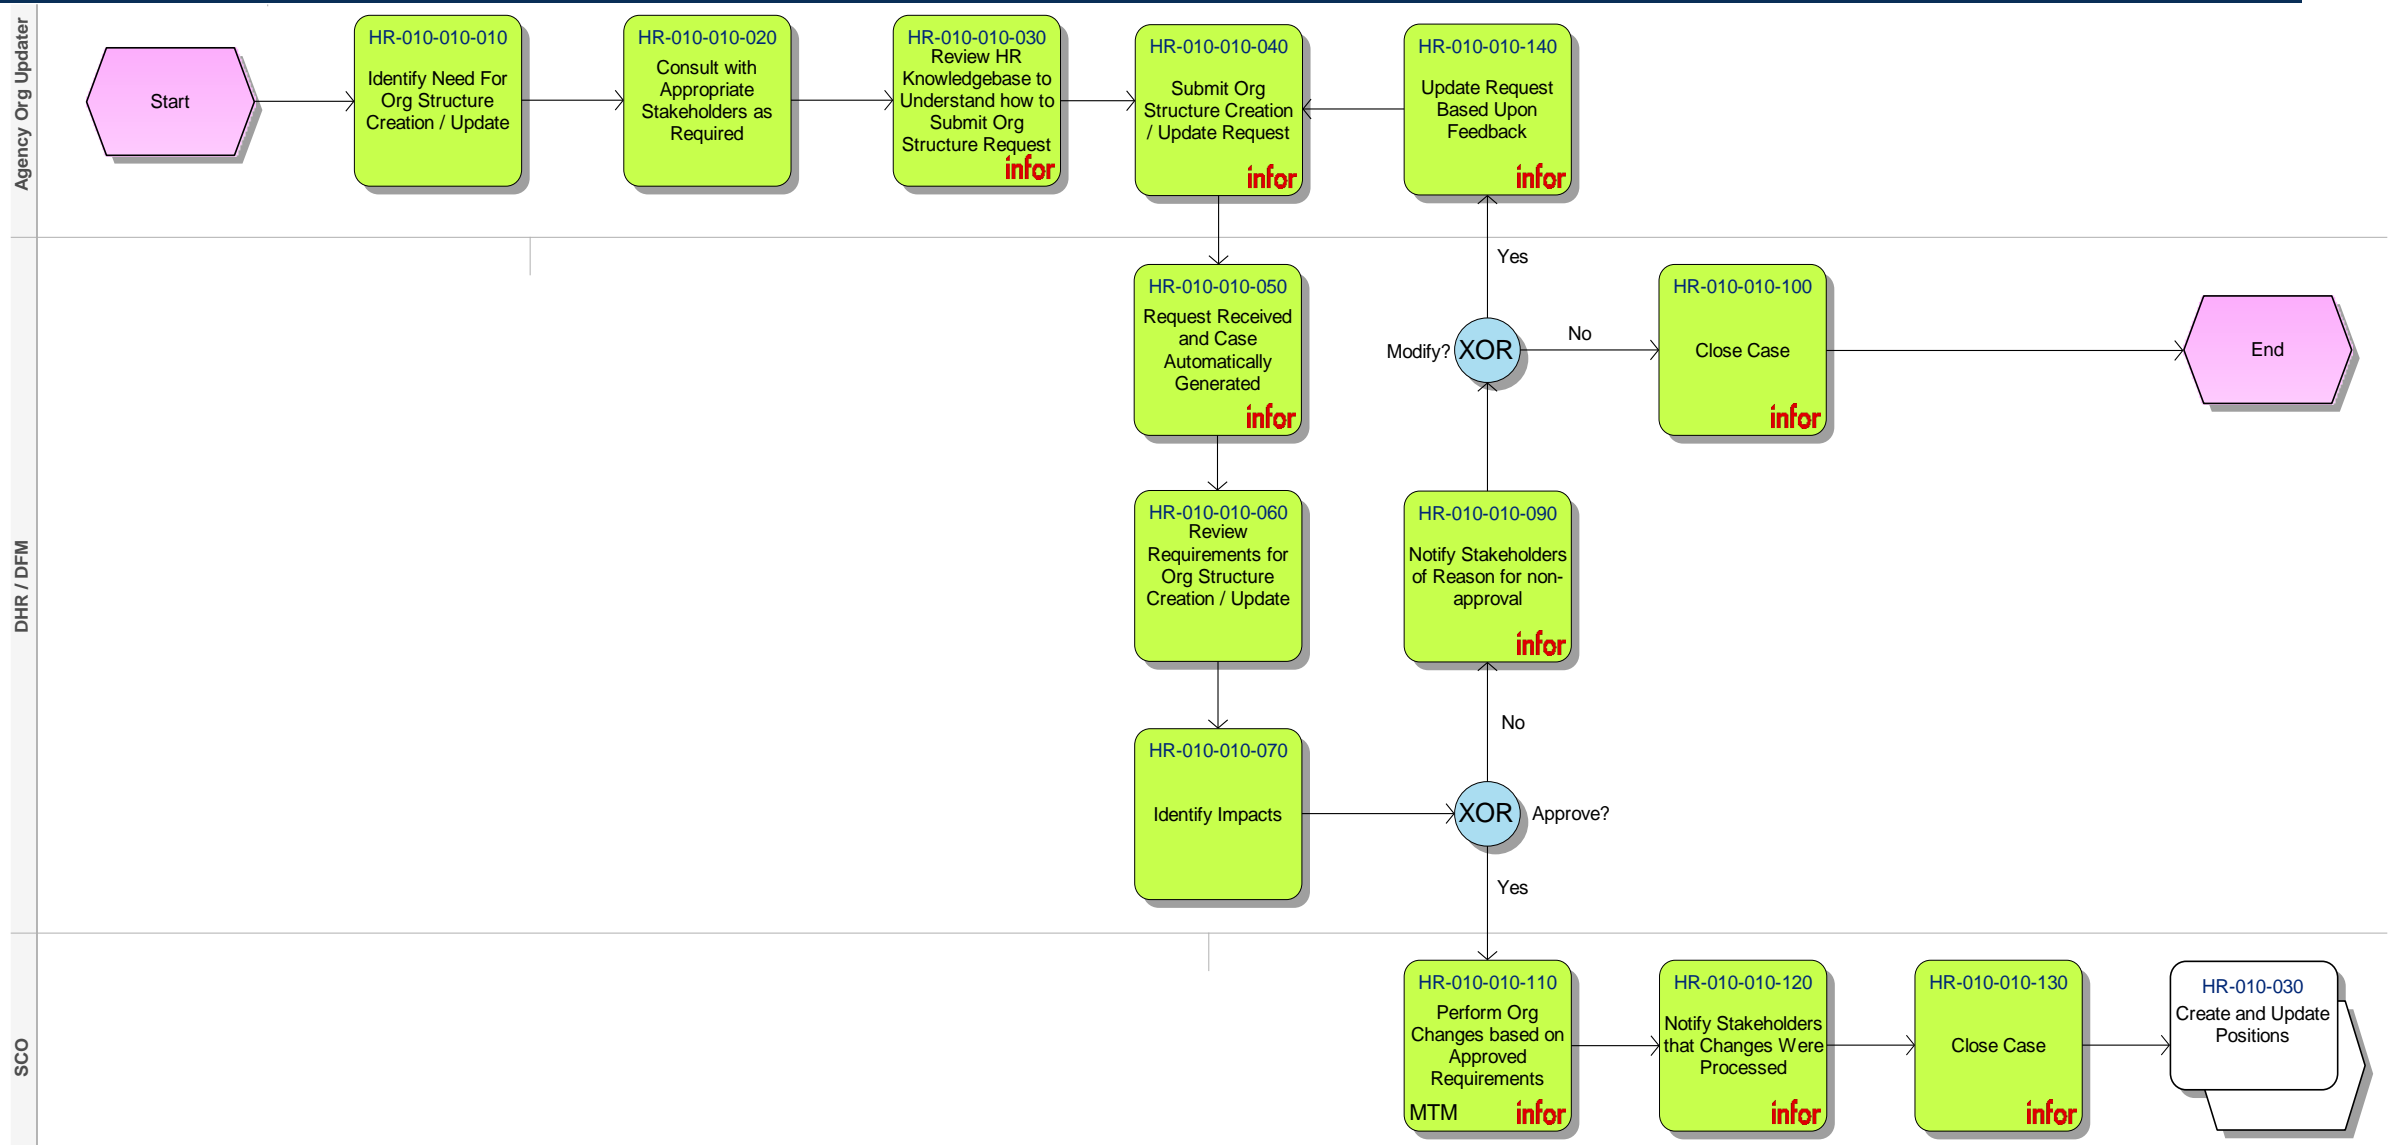 Agency Org Updater
Start
HR-010-010-010
Identify Need For
Org Structure
Creation / Update
HR-010-010-020
Consult with
Appropriate
Stakeholders as
Required
HR-010-010-030
Review HR
Knowledgebase to
Understand how to
Submit Org
Structure Request
infor
HR-010-010-040
Submit Org
Structure Creation
/ Update Request
infor
HR-010-010-140
Update Request
Based Upon
Feedback
infor
DHR / DFM
HR-010-010-050
Request Received
and Case
Automatically
Generated
infor
Yes
Modify?
XOR
No
HR-010-010-100
Close Case
infor
End
HR-010-010-060
Review
Requirements for
Org Structure
Creation / Update
HR-010-010-090
Notify Stakeholders
of Reason for non-
approval
infor
No
HR-010-010-070
Identify Impacts
XOR
Approve?
Yes
SCO
HR-010-010-110
Perform Org
Changes based on
Approved
Requirements
MTM
infor
HR-010-010-120
Notify Stakeholders
that Changes Were
Processed
infor
HR-010-010-130
Close Case
infor
HR-010-030
Create and Update
Positions